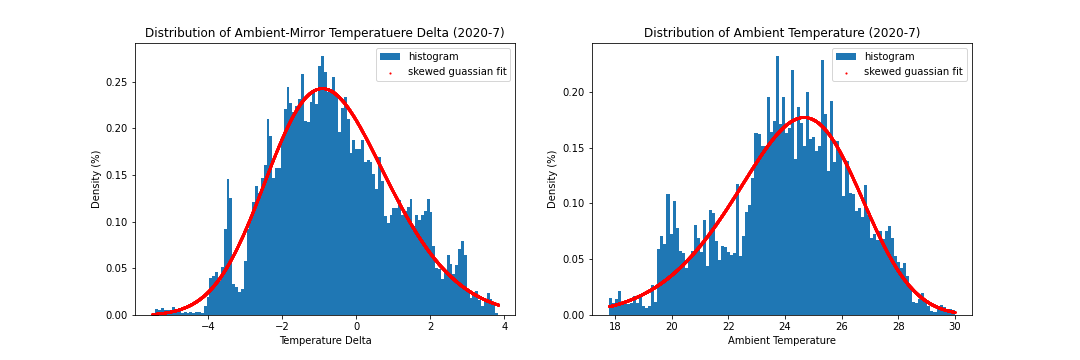 Distribution of Ambient-Mirror Temperatuere Delta (2020-7)
histogram
skewed guassian fit
Density (%)
0.25
0.20
0.15
0.10
0.05
0.00
−4
−2
0
2
4
Temperature Delta
Distribution of Ambient Temperature (2020-7)
histogram
skewed guassian fit
Density (%)
0.20
0.15
0.10
0.05
0.00
18
20
22
24
26
28
30
Ambient Temperature